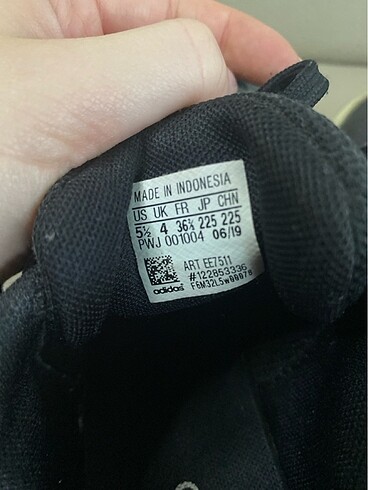 MADE IN INDONESIA
US UK FR JP CHN
5½ 4 36⅔ 225 225
PWJ 001004 06/19
ART EE7511
#122853336
adidas